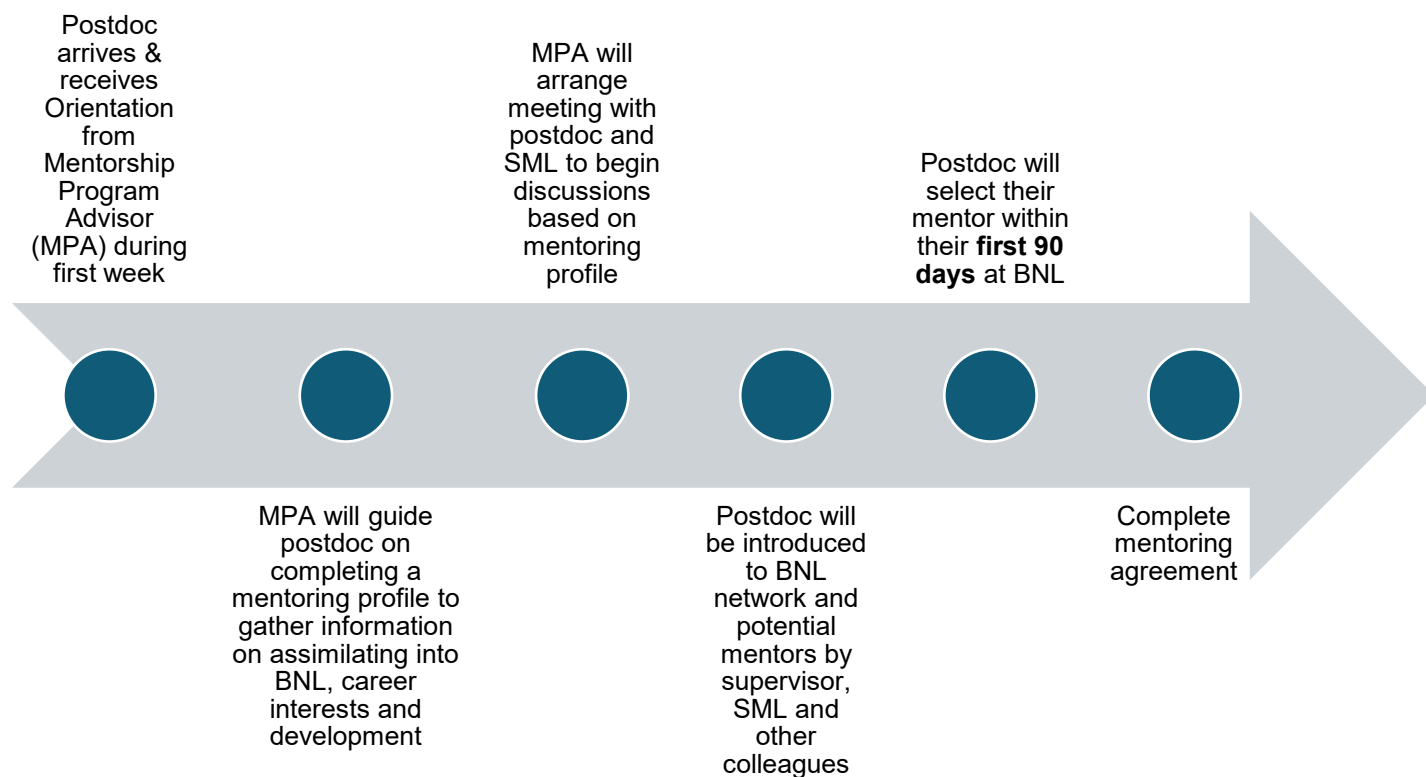 Postdoc
arrives &
receives
Orientation
from
Mentorship
Program
Advisor
(MPA) during
first week
MPA will guide
postdoc on
completing a
mentoring profile to
gather information
on assimilating into
BNL, career
interests and
development
MPA will
arrange
meeting with
postdoc and
SML to begin
discussions
based on
mentoring
profile
Postdoc will
be introduced
to BNL
network and
potential
mentors by
supervisor,
SML and
other
colleagues
Postdoc will
select their
mentor within
their first 90
days at BNL
Complete
mentoring
agreement